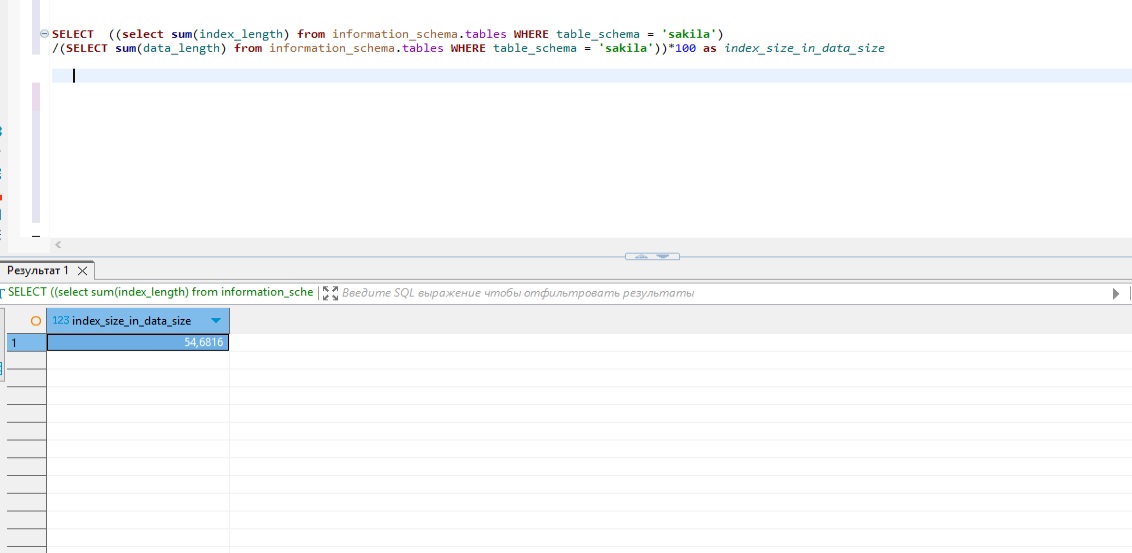 SELECT  ((select sum(index_length) from information_schema.tables WHERE table_schema = 'sakila')
/(SELECT sum(data_length) from information_schema.tables WHERE table_schema = 'sakila'))*100 as index_size_in_data_size
Результат 1
SELECT ((select sum(index_length) from information_sche
Введите SQL выражение чтобы отфильтровать результаты
123 index_size_in_data_size
1 54,6816